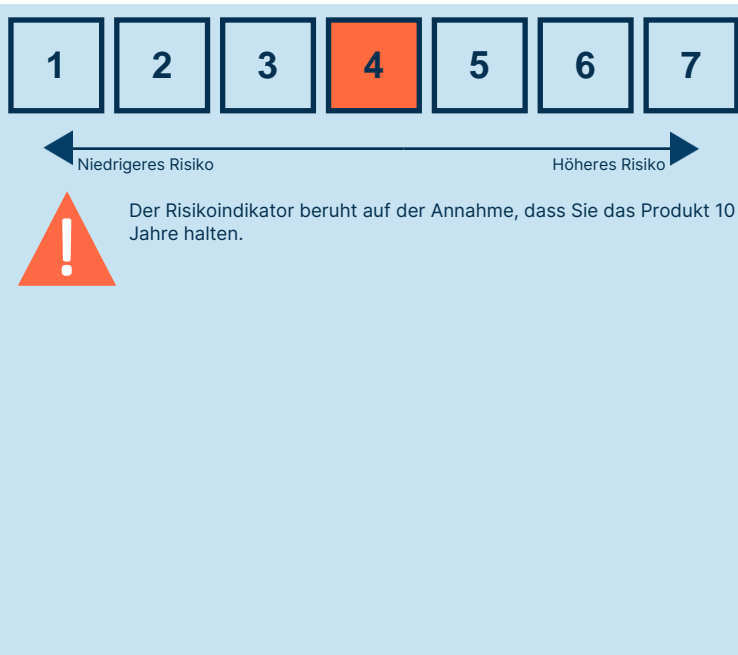 1 2 3 4 5 6 7
Niedrigeres Risiko Höheres Risiko
Der Risikoindikator beruht auf der Annahme, dass Sie das Produkt 10
Jahre halten.